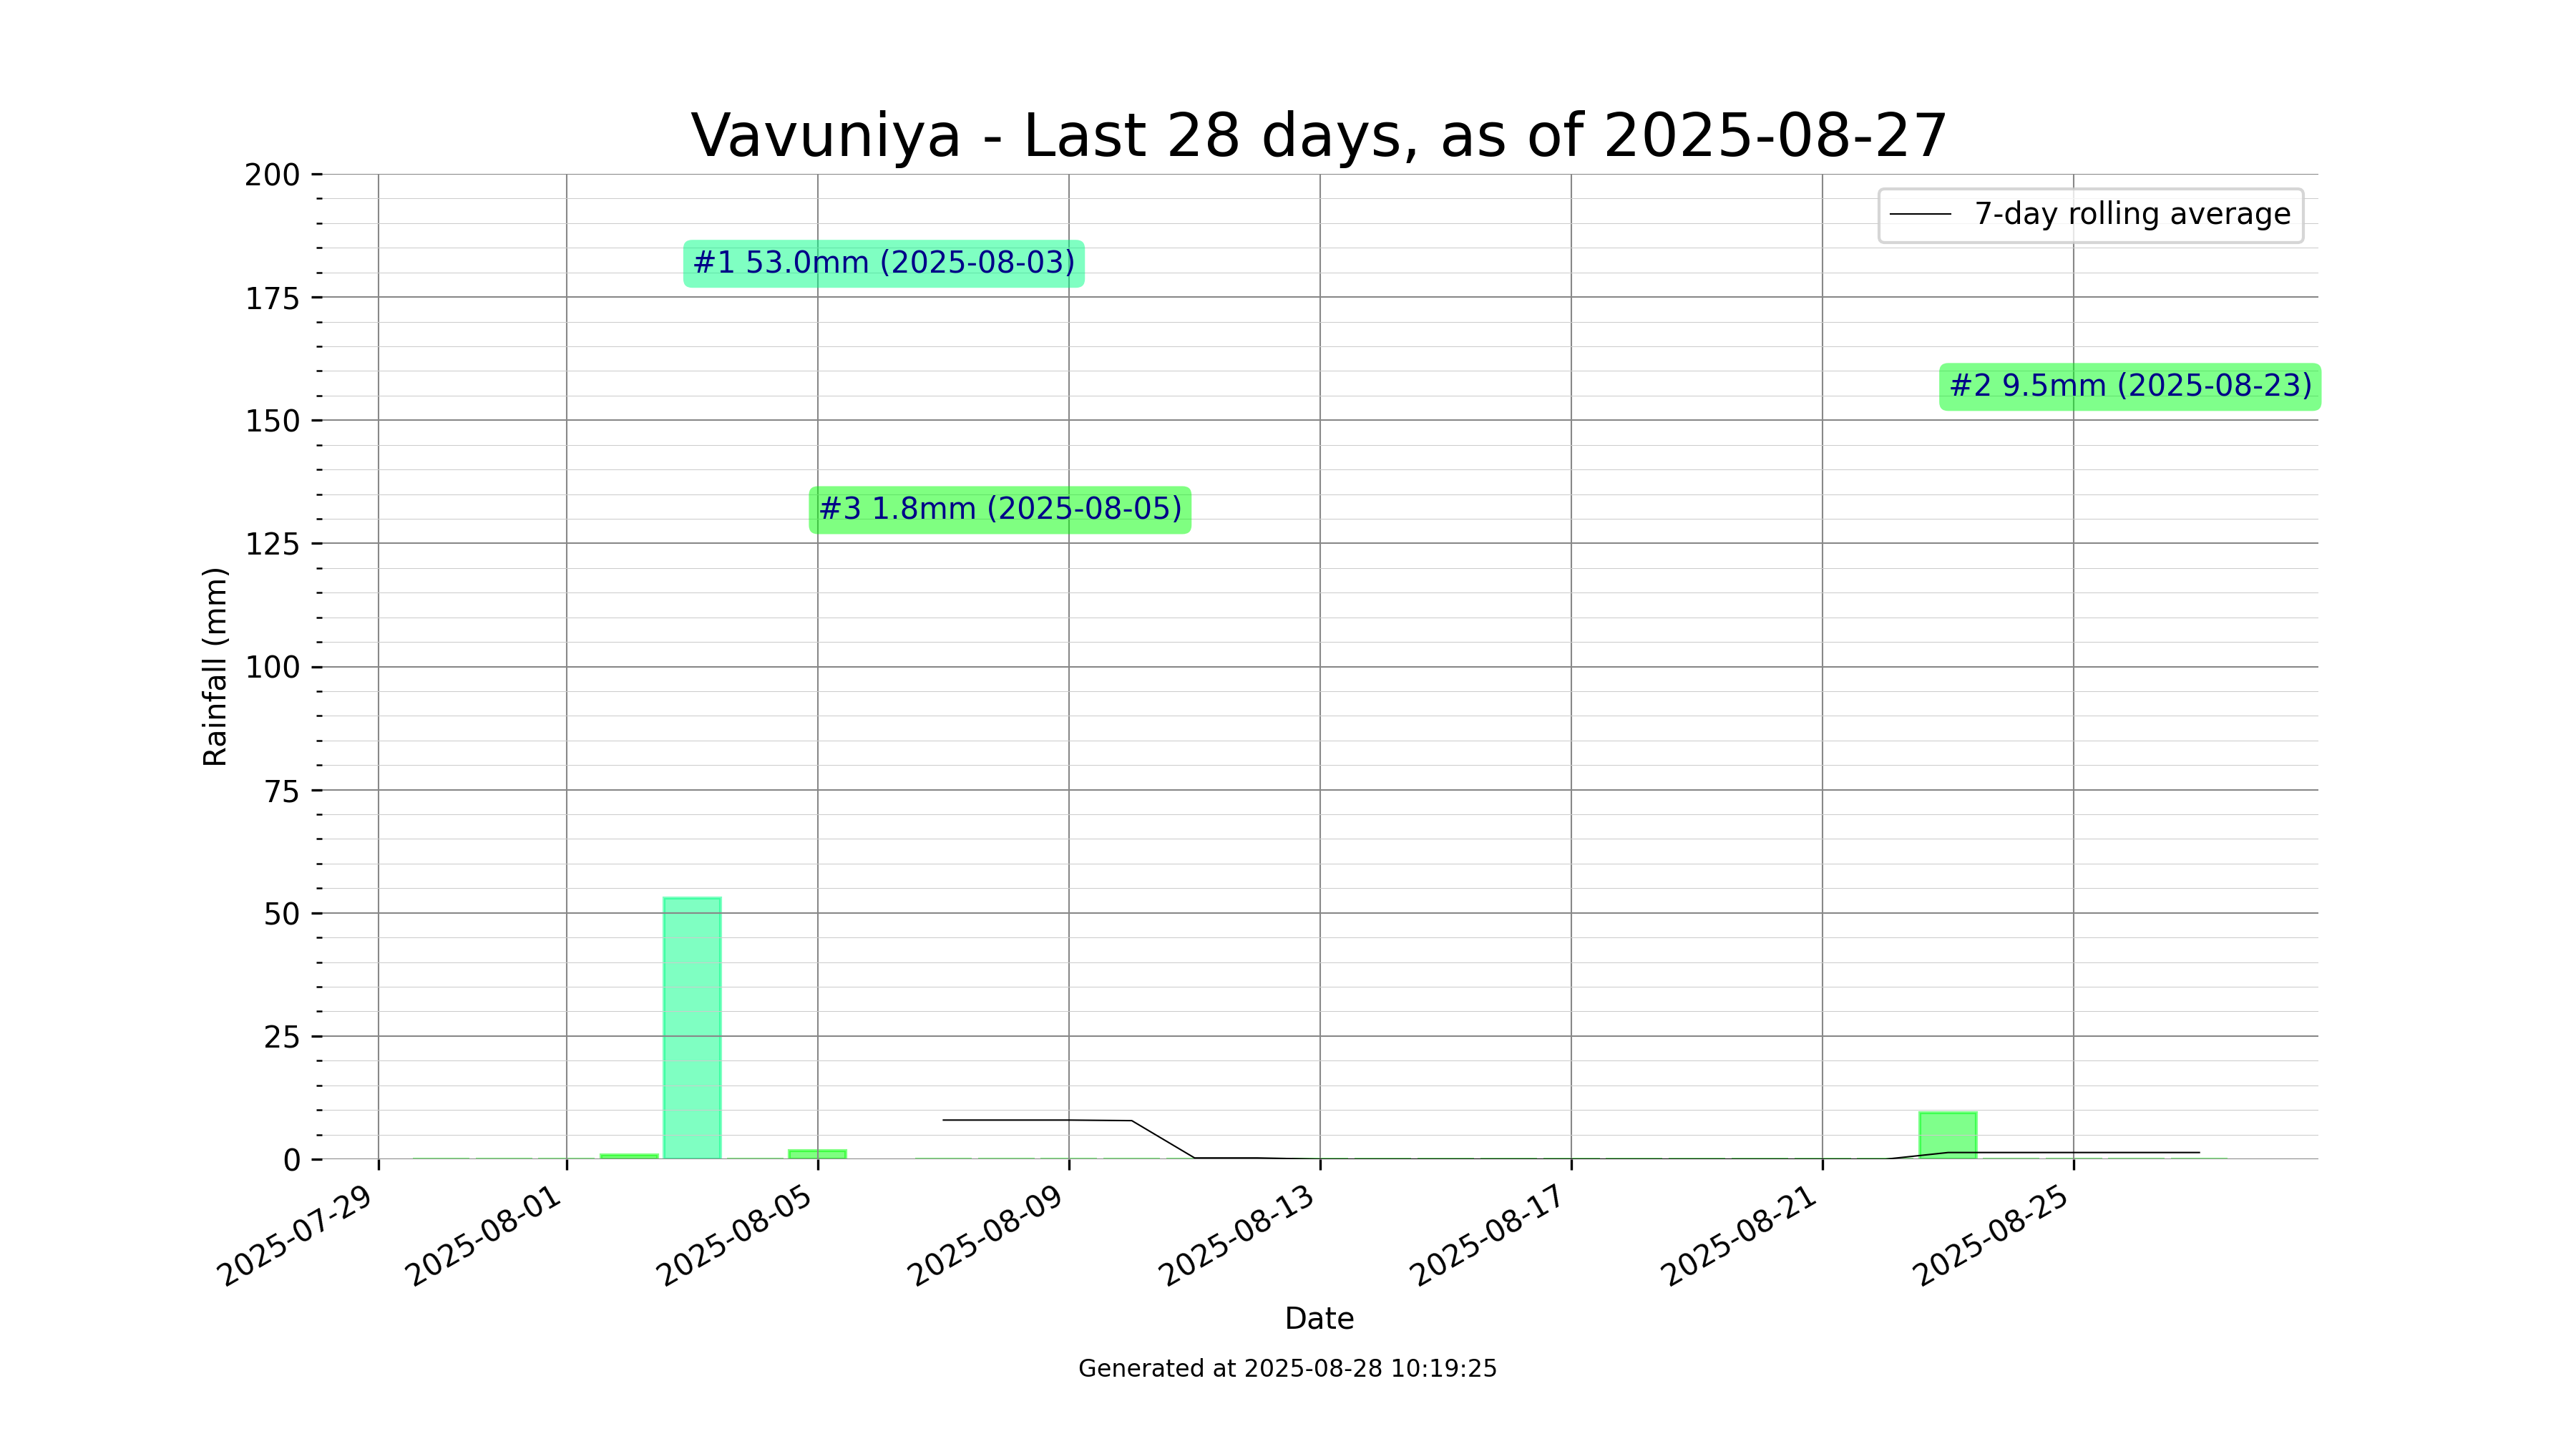 Vavuniya - Last 28 days, as of 2025-08-27
7-day rolling average
#1 53.0mm (2025-08-03)
#2 9.5mm (2025-08-23)
#3 1.8mm (2025-08-05)
Rainfall (mm)
200
175
150
125
100
75
50
25
0
2025-07-29
2025-08-01
2025-08-05
2025-08-09
2025-08-13
2025-08-17
2025-08-21
2025-08-25
Date
Generated at 2025-08-28 10:19:25